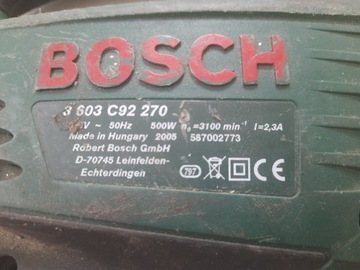 BOSCH
3 603 C92 270
V~ 50Hz 500W n₀=3100 min⁻¹ I=2,3A
Made in Hungary 2005 587002773
Robert Bosch GmbH
D-70745 Leinfelden-
Echterdingen